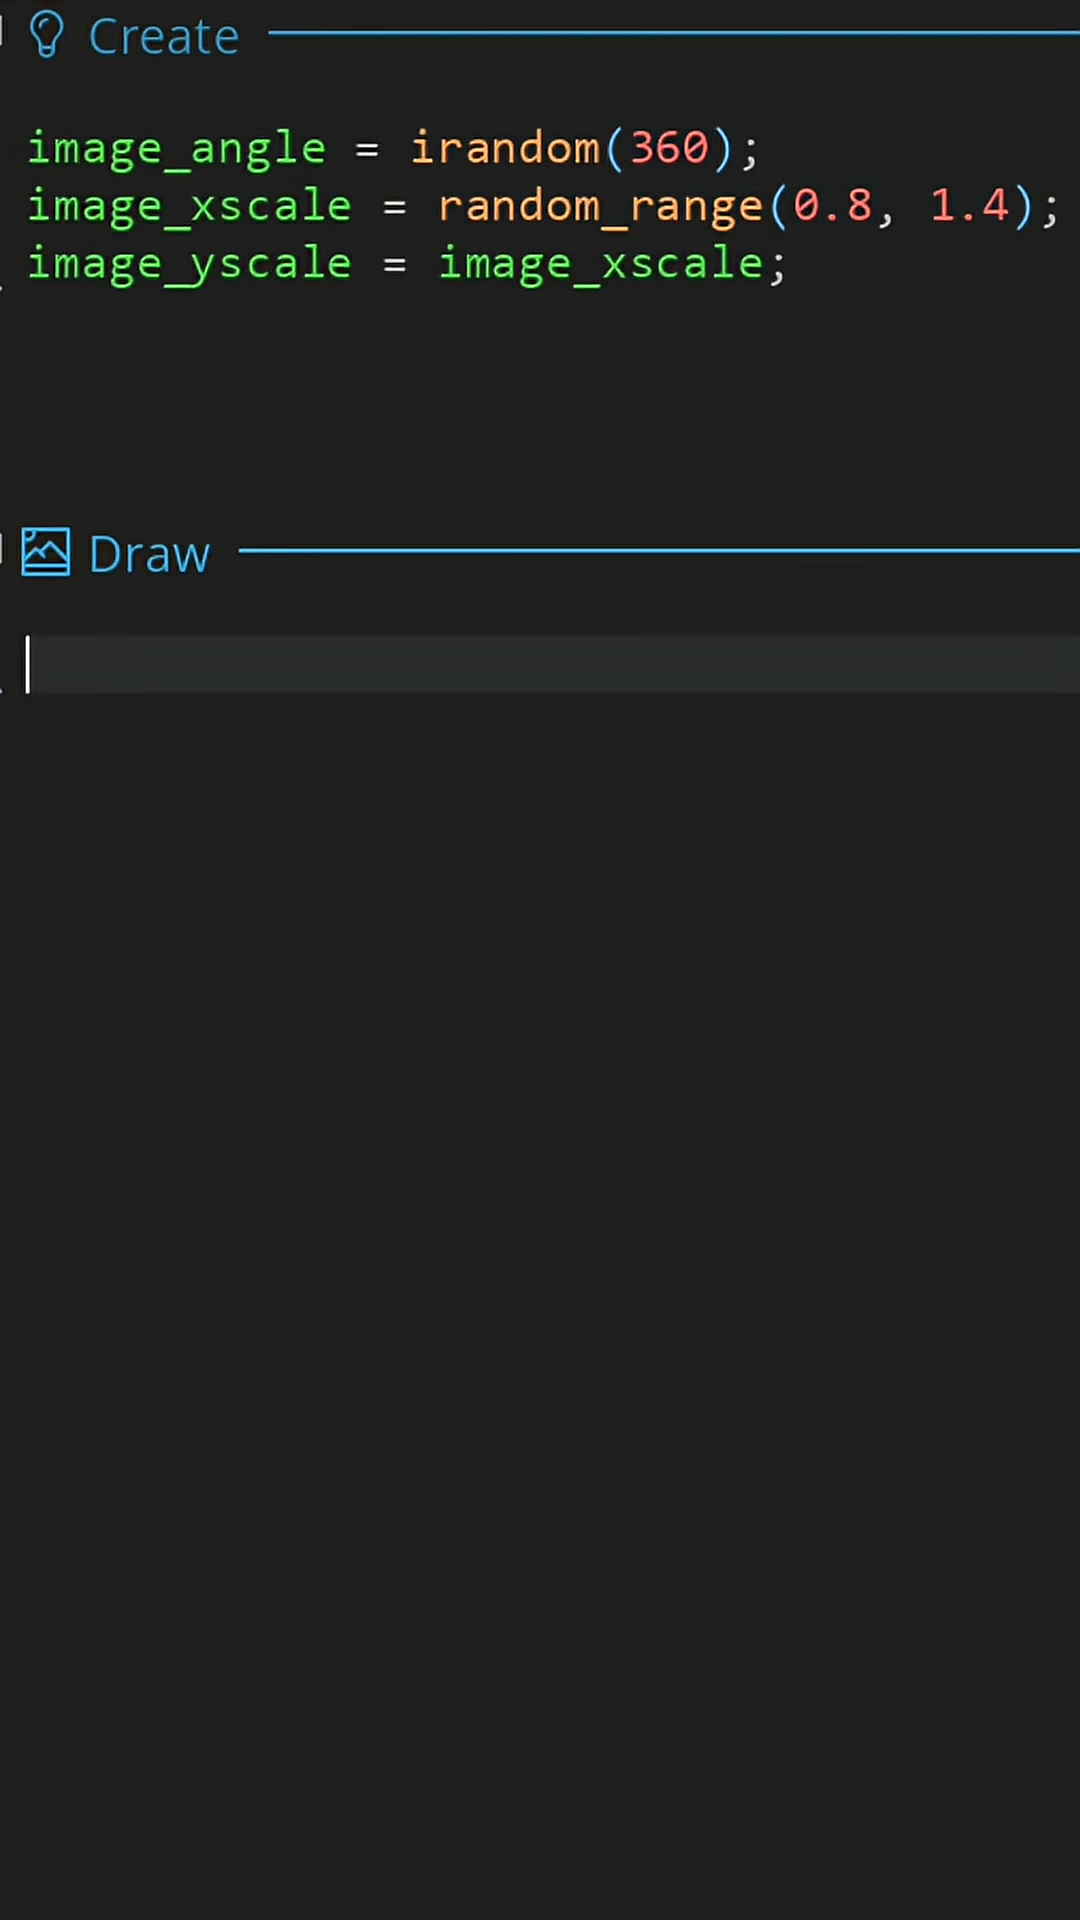 Create
image_angle = irandom(360);
image_xscale = random_range(0.8, 1.4);
image_yscale = image_xscale;
Draw